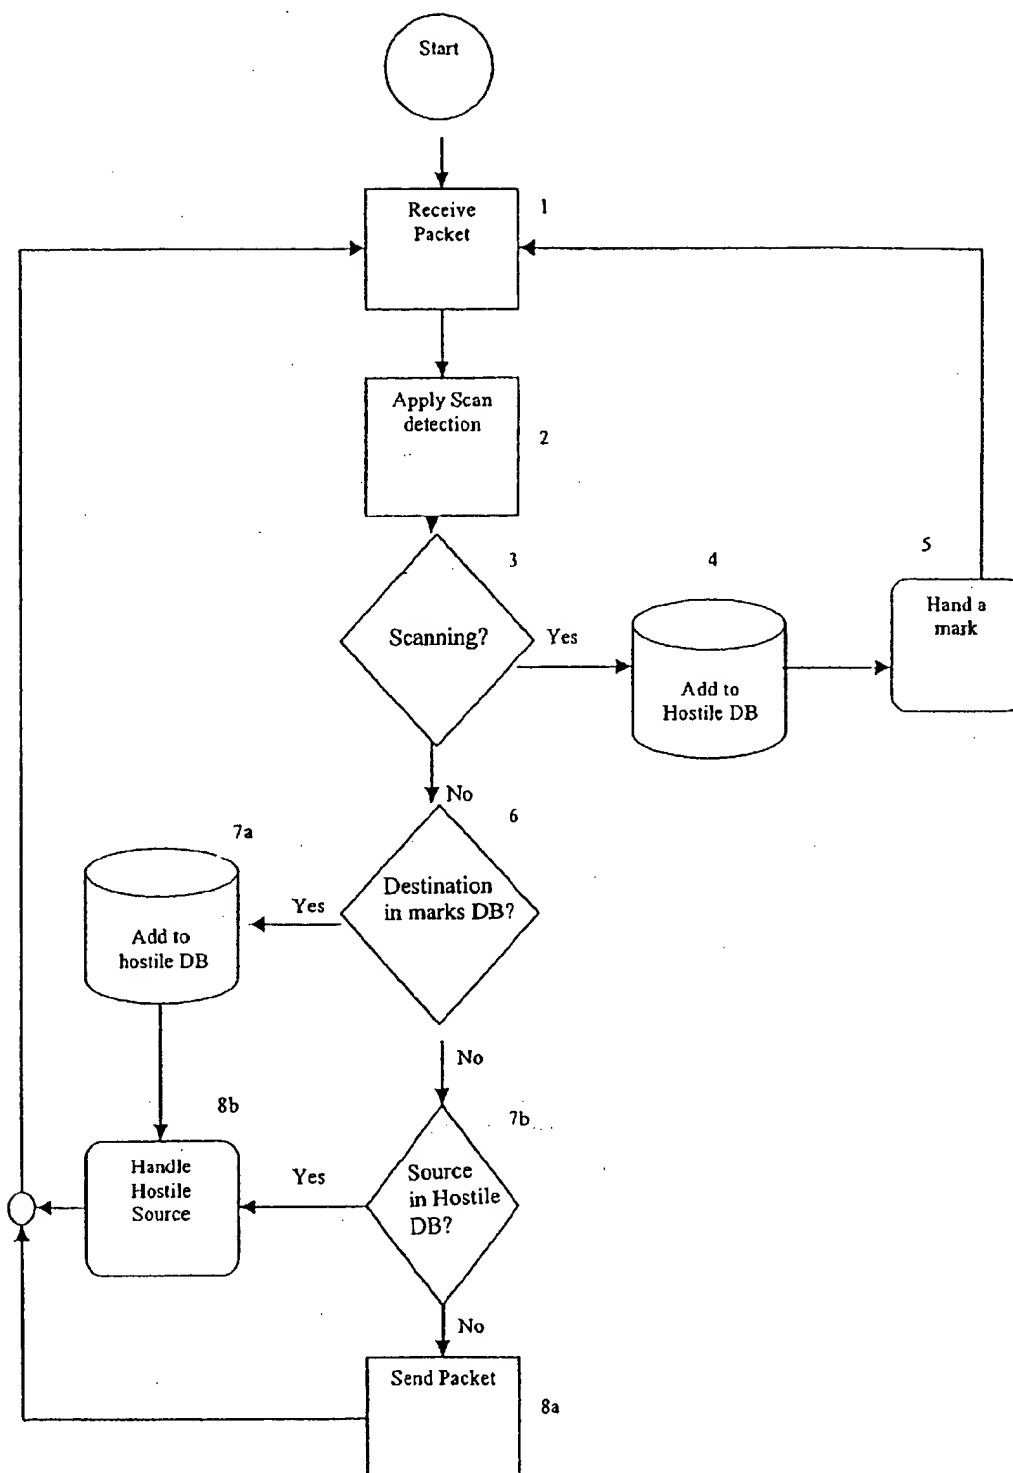 Start
Receive
Packet
1
Apply Scan
detection
2
3
Scanning?
Yes
4
Add to
Hostile DB
5
Hand a
mark
No
6
Destination
in marks DB?
Yes
7a
Add to
hostile DB
No
7b
Source
in Hostile
DB?
Yes
8b
Handle
Hostile
Source
No
Send Packet
8a